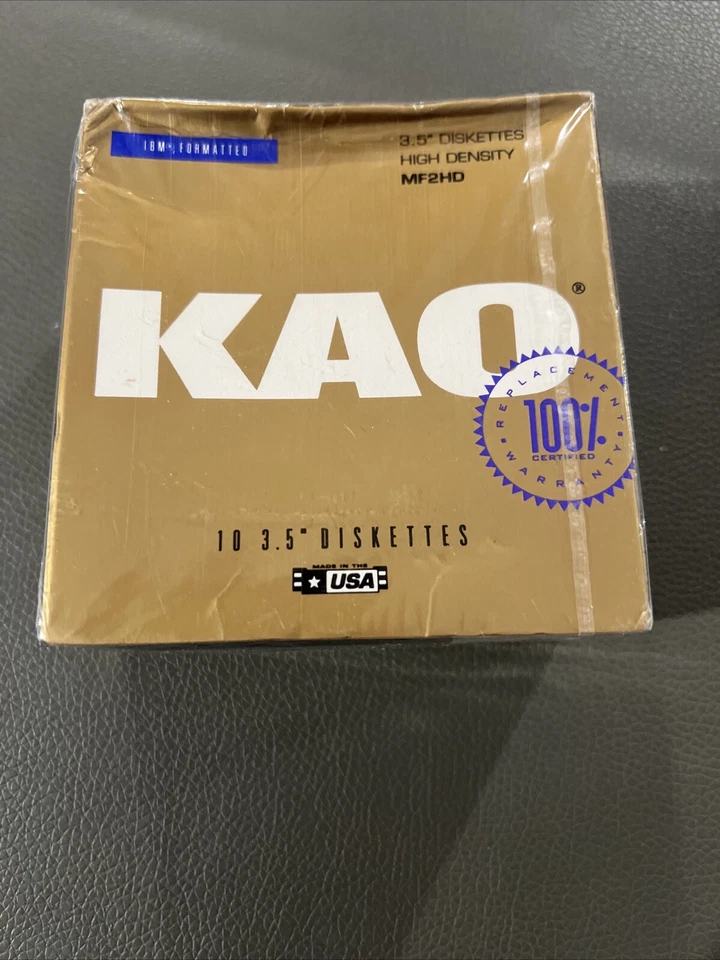 IBM® FORMATTED
3.5" DISKETTES
HIGH DENSITY
MF2HD
KAO®
REPLACEMENT
100%
CERTIFIED
WARRANTY
10 3.5" DISKETTES
MADE IN THE
USA